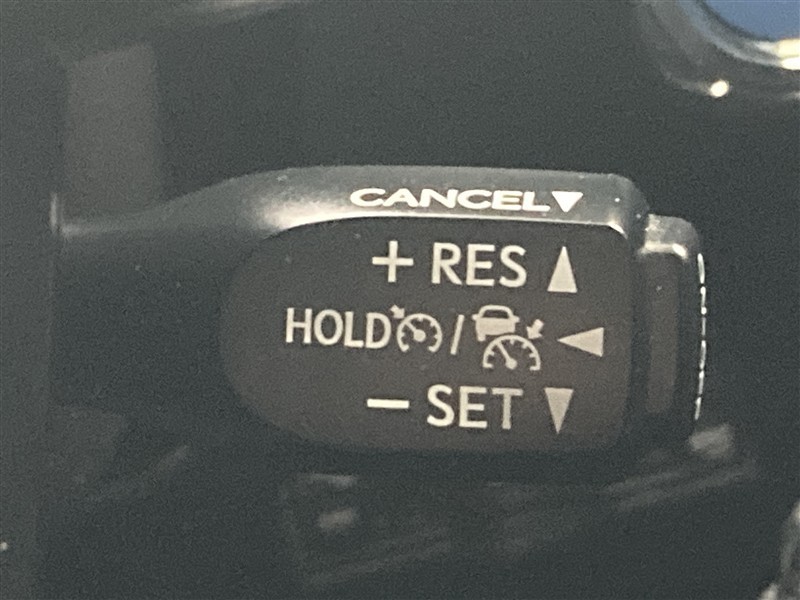 CANCEL▼
+ RES ▲
HOLD / ◀
− SET ▼